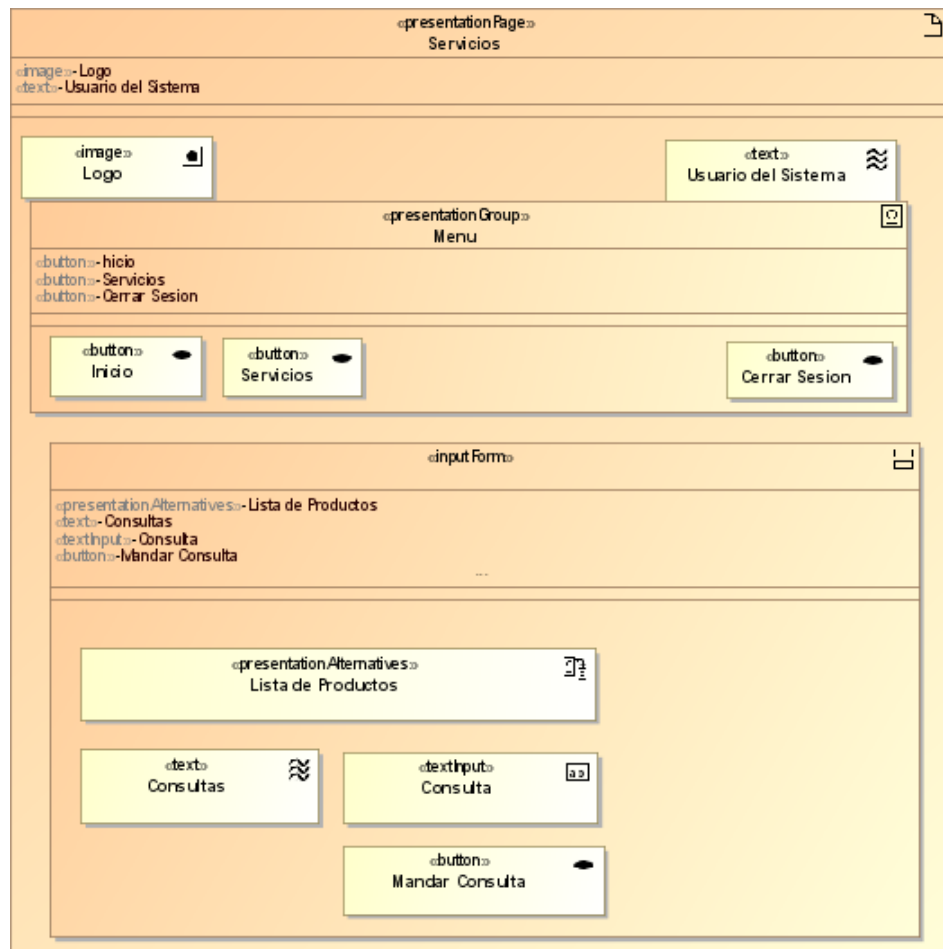 «presentationPage»
Servicios
«image»-Logo
«text»-Usuario del Sistema
«image»
Logo
«text»
Usuario del Sistema
«presentationGroup»
Menu
«button»-Inicio
«button»-Servicios
«button»-Cerrar Sesion
«button»
Inicio
«button»
Servicios
«button»
Cerrar Sesion
«inputForm»
«presentationAlternatives»-Lista de Productos
«text»-Consultas
«textInput»-Consulta
«button»-Mandar Consulta
...
«presentationAlternatives»
Lista de Productos
«text»
Consultas
«textInput»
Consulta
«button»
Mandar Consulta